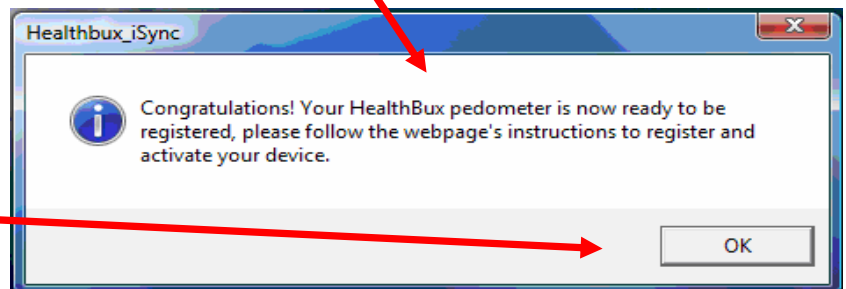 Healthbux_iSync
Congratulations! Your HealthBux pedometer is now ready to be
registered, please follow the webpage's instructions to register and
activate your device.
OK